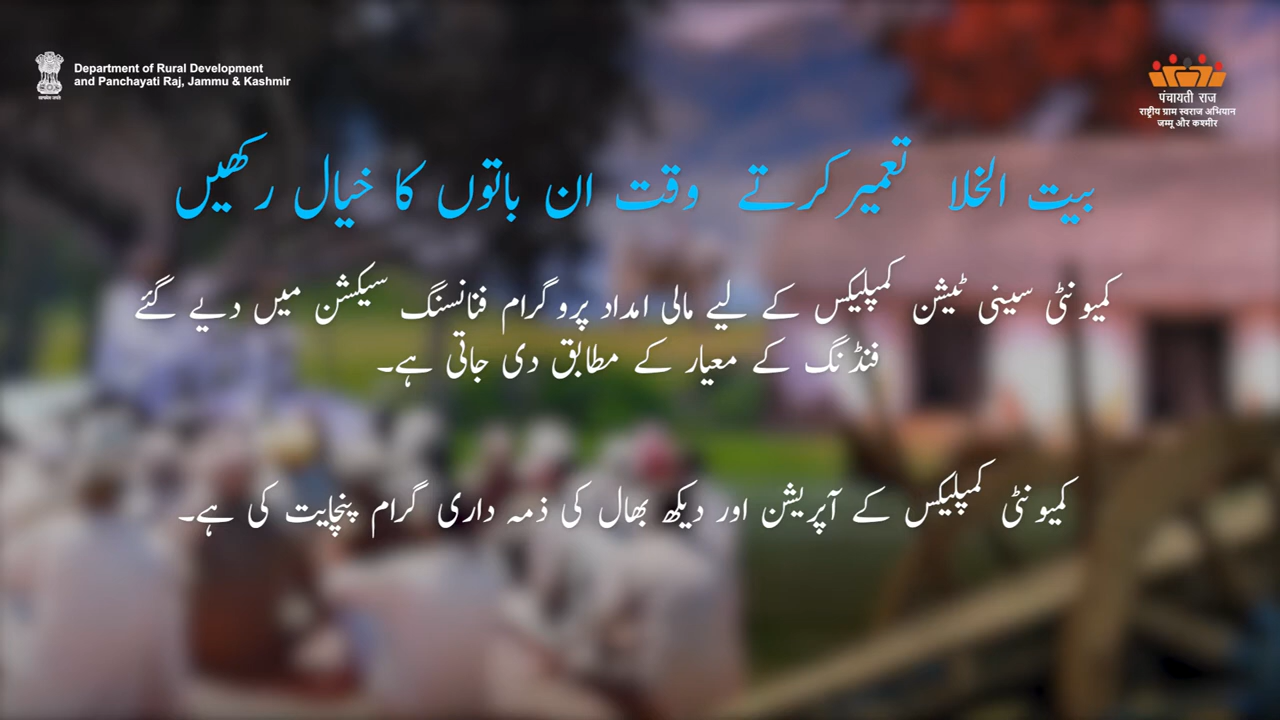 Department of Rural Development
and Panchayati Raj, Jammu & Kashmir
सत्यमेव जयते
पंचायती राज
राष्ट्रीय ग्राम स्वराज अभियान
जम्मू और कश्मीर
بیت الخلا تعمیر کرتے وقت ان باتوں کا خیال رکھیں
کمیونٹی سینی ٹیشن کمپلیکس کے لیے مالی امداد پروگرام فنانسنگ سیکشن میں دیے گئے
فنڈنگ کے معیار کے مطابق دی جاتی ہے۔
کمیونٹی کمپلیکس کے آپریشن اور دیکھ بھال کی ذمہ داری گرام پنچایت کی ہے۔